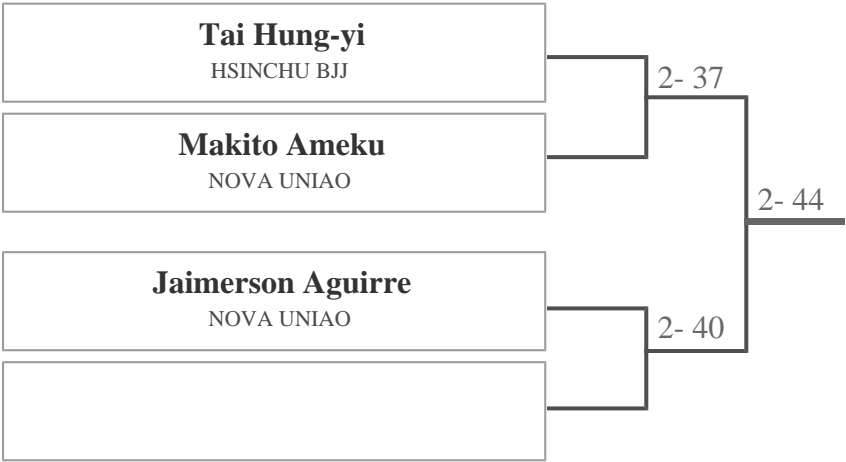 Tai Hung-yi
HSINCHU BJJ
2- 37
Makito Ameku
NOVA UNIAO
2- 44
Jaimerson Aguirre
NOVA UNIAO
2- 40